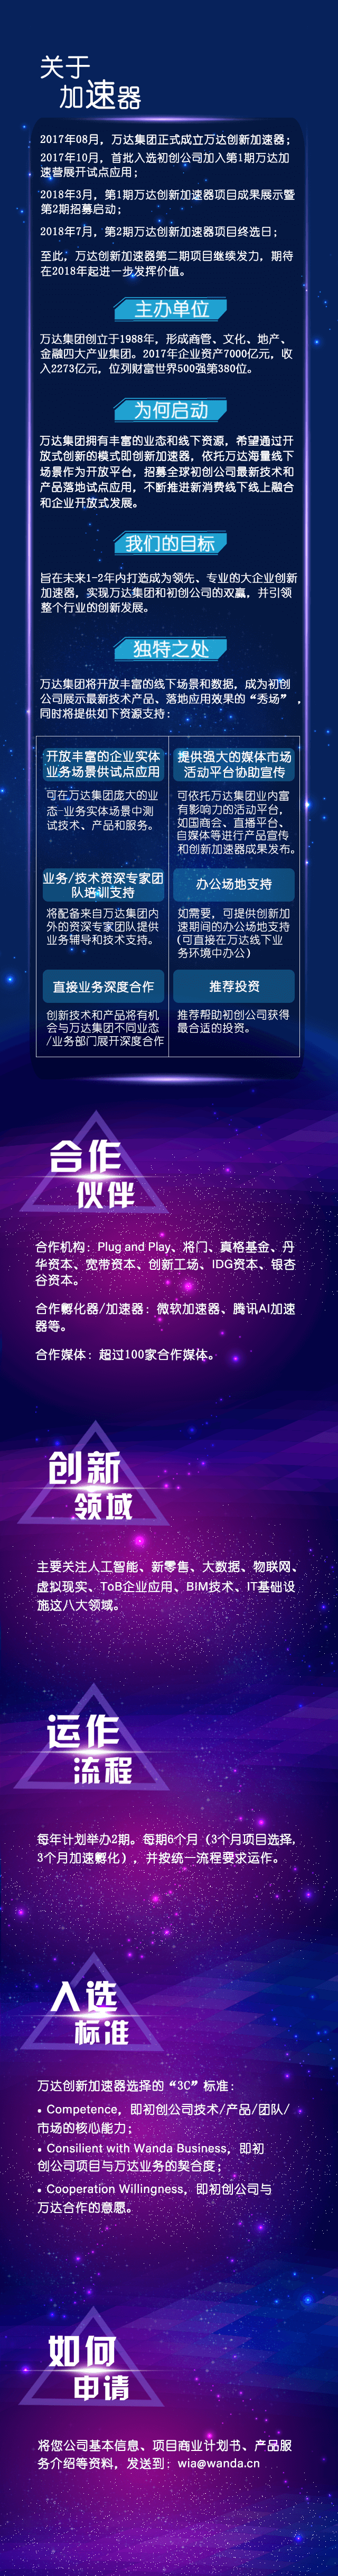 关于
加速器
2017年08月，万达集团正式成立万达创新加速器；
2017年10月，首批入选初创公司加入第1期万达加
速营展开试点应用；
2018年3月，第1期万达创新加速器项目成果展示暨
第2期招募启动；
2018年7月，第2期万达创新加速器项目终选日；
至此，万达创新加速器第二期项目继续发力，期待
在2018年起进一步发挥价值。
主办单位
万达集团创立于1988年，形成商管、文化、地产、
金融四大产业集团。2017年企业资产7000亿元，收
入2273亿元，位列财富世界500强第380位。
为何启动
万达集团拥有丰富的业态和线下资源，希望通过开
放式创新的模式即创新加速器，依托万达海量线下
场景作为开放平台，招募全球初创公司最新技术和
产品落地试点应用，不断推进新消费线下线上融合
和企业开放式发展。
我们的目标
旨在未来1-2年内打造成为领先、专业的大企业创新
加速器，实现万达集团和初创公司的双赢，并引领
整个行业的创新发展。
独特之处
万达集团将开放丰富的线下场景和数据，成为初创
公司展示最新技术产品、落地应用效果的“秀场”，
同时将提供如下资源支持：
开放丰富的企业实体
业务场景供试点应用
可在万达集团庞大的业
态-业务实体场景中测
试技术、产品和服务。
提供强大的媒体市场
活动平台协助宣传
可依托万达集团业内富
有影响力的活动平台，
如国商会、直播平台、
自媒体等进行产品宣传
和创新加速器成果发布。
业务/技术资深专家团
队培训支持
将配备来自万达集团内
外的资深专家团队提供
业务辅导和技术支持。
办公场地支持
如需要，可提供创新加
速期间的办公场地支持
(可直接在万达线下业
务环境中办公)
直接业务深度合作
创新技术和产品将有机
会与万达集团不同业态
/业务部门展开深度合作
推荐投资
推荐帮助初创公司获得
最合适的投资。
合作
伙伴
合作机构：Plug and Play、将门、真格基金、丹
华资本、宽带资本、创新工场、IDG资本、银杏
谷资本。
合作孵化器/加速器：微软加速器、腾讯AI加速
器等。
合作媒体：超过100家合作媒体。
创新
领域
主要关注人工智能、新零售、大数据、物联网、
虚拟现实、ToB企业应用、BIM技术、IT基础设
施这八大领域。
运作
流程
每年计划举办2期。每期6个月（3个月项目选择，
3个月加速孵化），并按统一流程要求运作。
入选
标准
万达创新加速器选择的“3C”标准：
• Competence，即初创公司技术/产品/团队/
市场的核心能力；
• Consilient with Wanda Business，即初
创公司项目与万达业务的契合度；
• Cooperation Willingness，即初创公司与
万达合作的意愿。
如何
申请
将您公司基本信息、项目商业计划书、产品服
务介绍等资料，发送到：wia@wanda.cn